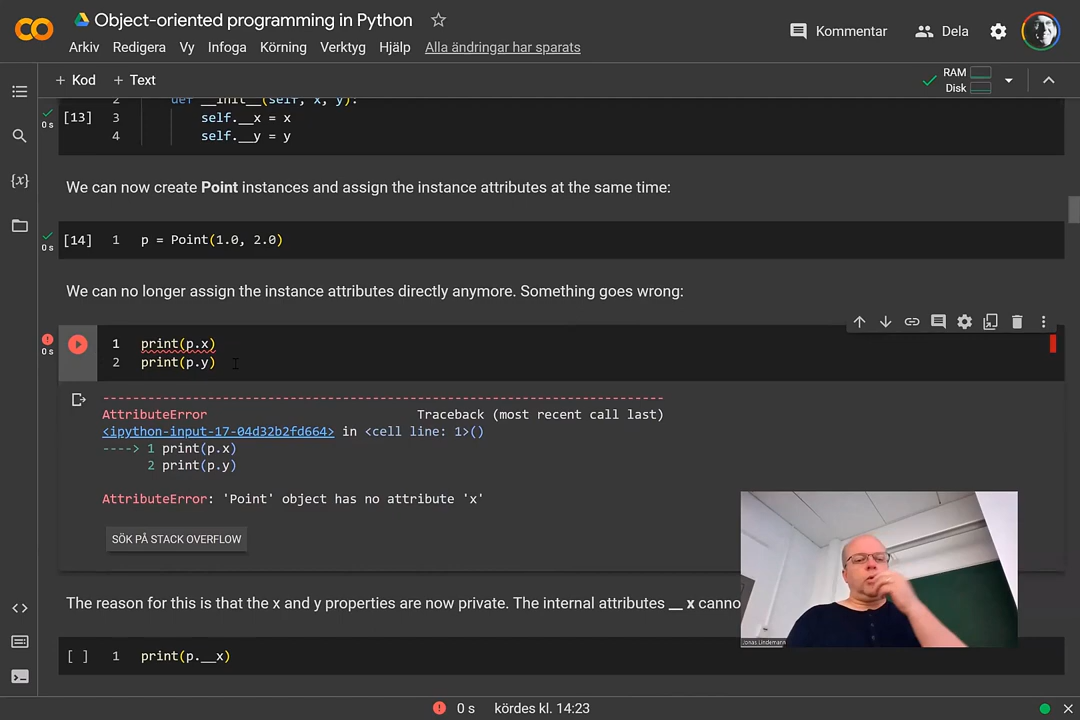 Object-oriented programming in Python
Arkiv Redigera Vy Infoga Körning Verktyg Hjälp Alla ändringar har sparats
Kommentar Dela
+ Kod + Text
RAM
Disk
2 def __init__(self, x, y):
[13] 3 self.__x = x
0 s
4 self.__y = y
We can now create Point instances and assign the instance attributes at the same time:
[14] 1 p = Point(1.0, 2.0)
0 s
We can no longer assign the instance attributes directly anymore. Something goes wrong:
1 print(p.x)
0 s
2 print(p.y)
---------------------------------------------------------------------------
AttributeError Traceback (most recent call last)
<ipython-input-17-04d32b2fd664> in <cell line: 1>()
----> 1 print(p.x)
2 print(p.y)
AttributeError: 'Point' object has no attribute 'x'
SÖK PÅ STACK OVERFLOW
The reason for this is that the x and y properties are now private. The internal attributes __ x canno
Jonas Lindemann
[ ] 1 print(p.__x)
0 s kördes kl. 14:23